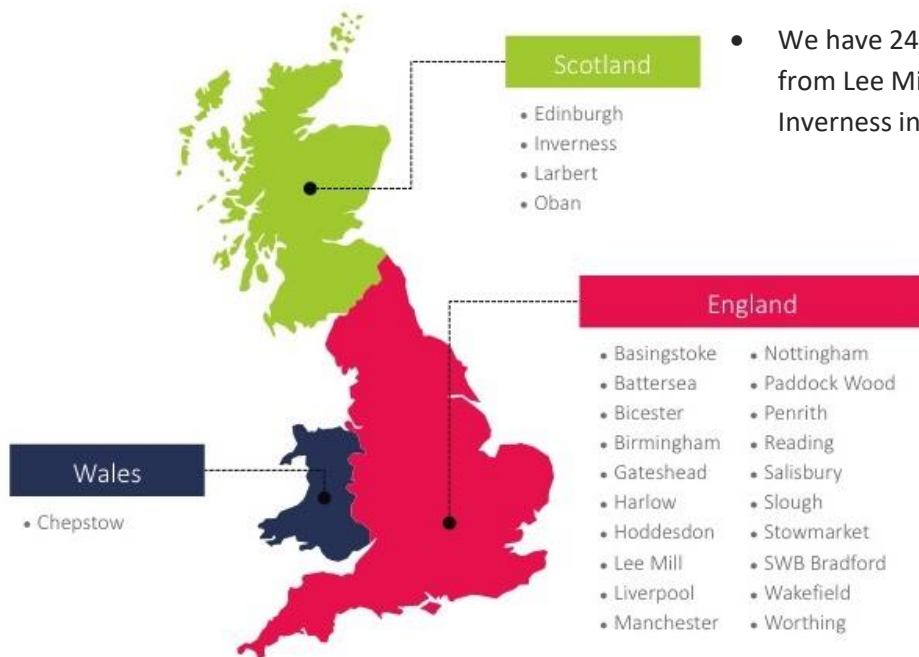 Scotland
• Edinburgh
• Inverness
• Larbert
• Oban
• We have 24
from Lee Mi
Inverness in
England
• Basingstoke
• Battersea
• Bicester
• Birmingham
• Gateshead
• Harlow
• Hoddesdon
• Lee Mill
• Liverpool
• Manchester
• Nottingham
• Paddock Wood
• Penrith
• Reading
• Salisbury
• Slough
• Stowmarket
• SWB Bradford
• Wakefield
• Worthing
Wales
• Chepstow